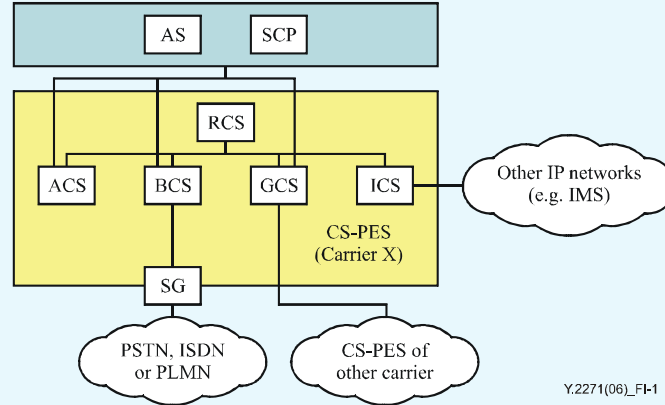 AS
SCP
RCS
ACS
BCS
GCS
ICS
Other IP networks
(e.g. IMS)
CS-PES
(Carrier X)
SG
PSTN, ISDN
or PLMN
CS-PES of
other carrier
Y.2271(06)_FI-1